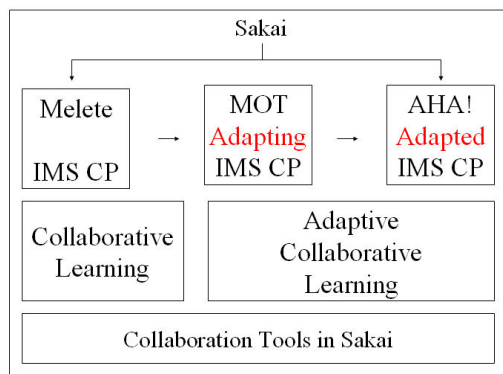 Sakai
Melete
IMS CP
MOT
Adapting
IMS CP
AHA!
Adapted
IMS CP
Collaborative
Learning
Adaptive
Collaborative
Learning
Collaboration Tools in Sakai